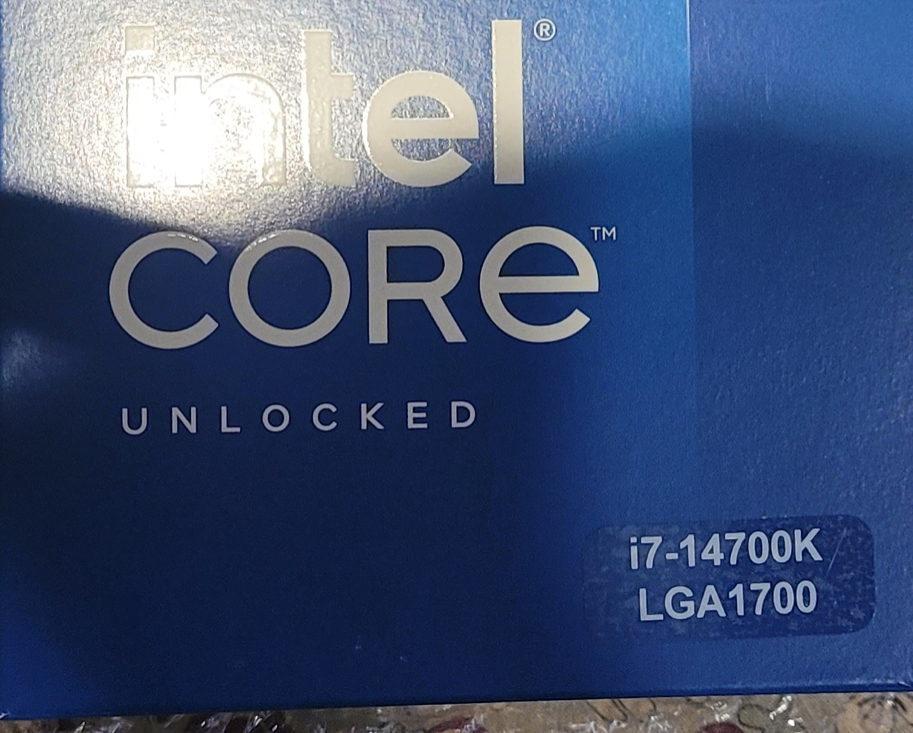 intel®
CORE™
UNLOCKED
i7-14700K
LGA1700